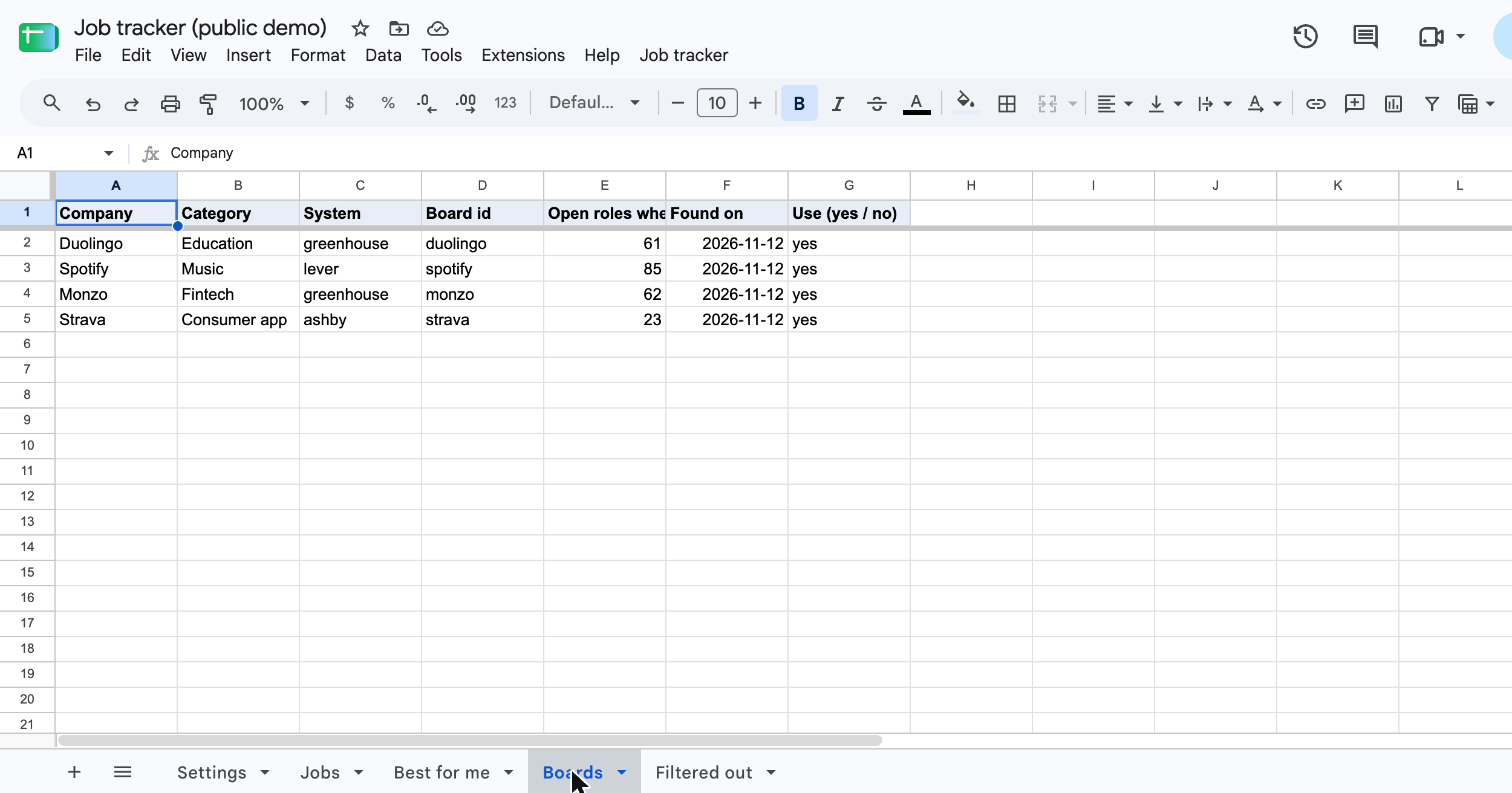 Job tracker (public demo)
File Edit View Insert Format Data Tools Extensions Help Job tracker
100% $ % .0 .00 123 Defaul... 10 B I A A
A1 fx Company
A B C D E F G H I J K L
1 Company Category System Board id Open roles whe Found on Use (yes / no)
2 Duolingo Education greenhouse duolingo 61 2026-11-12 yes
3 Spotify Music lever spotify 85 2026-11-12 yes
4 Monzo Fintech greenhouse monzo 62 2026-11-12 yes
5 Strava Consumer app ashby strava 23 2026-11-12 yes
6
7
8
9
10
11
12
13
14
15
16
17
18
19
20
21
Settings Jobs Best for me Boards Filtered out